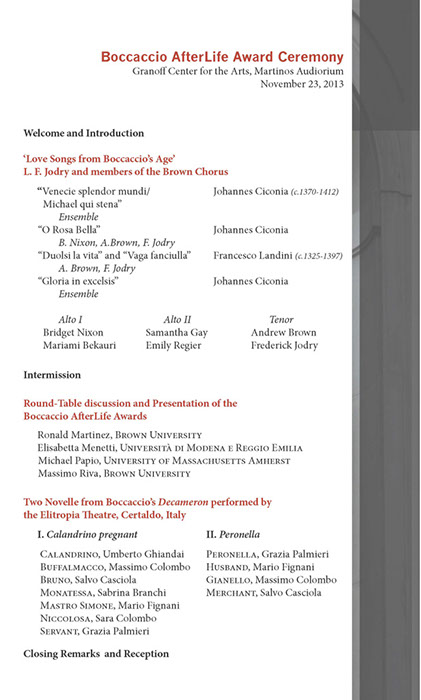 Boccaccio AfterLife Award Ceremony
Granoff Center for the Arts, Martinos Audiorium
November 23, 2013
Welcome and Introduction
‘Love Songs from Boccaccio’s Age’
L. F. Jodry and members of the Brown Chorus
“Venecie splendor mundi/ Johannes Ciconia (c.1370-1412)
Michael qui stena”
Ensemble
“O Rosa Bella” Johannes Ciconia
B. Nixon, A.Brown, F. Jodry
“Duolsi la vita” and “Vaga fanciulla” Francesco Landini (c.1325-1397)
A. Brown, F. Jodry
“Gloria in excelsis” Johannes Ciconia
Ensemble
Alto I Alto II Tenor
Bridget Nixon Samantha Gay Andrew Brown
Mariami Bekauri Emily Regier Frederick Jodry
Intermission
Round-Table discussion and Presentation of the
Boccaccio AfterLife Awards
Ronald Martinez, Brown University
Elisabetta Menetti, Università di Modena e Reggio Emilia
Michael Papio, University of Massachusetts Amherst
Massimo Riva, Brown University
Two Novelle from Boccaccio’s Decameron performed by
the Elitropia Theatre, Certaldo, Italy
I. Calandrino pregnant
Calandrino, Umberto Ghiandai
Buffalmacco, Massimo Colombo
Bruno, Salvo Casciola
Monatessa, Sabrina Branchi
Mastro Simone, Mario Fignani
Niccolosa, Sara Colombo
Servant, Grazia Palmieri
II. Peronella
Peronella, Grazia Palmieri
Husband, Mario Fignani
Gianello, Massimo Colombo
Merchant, Salvo Casciola
Closing Remarks and Reception